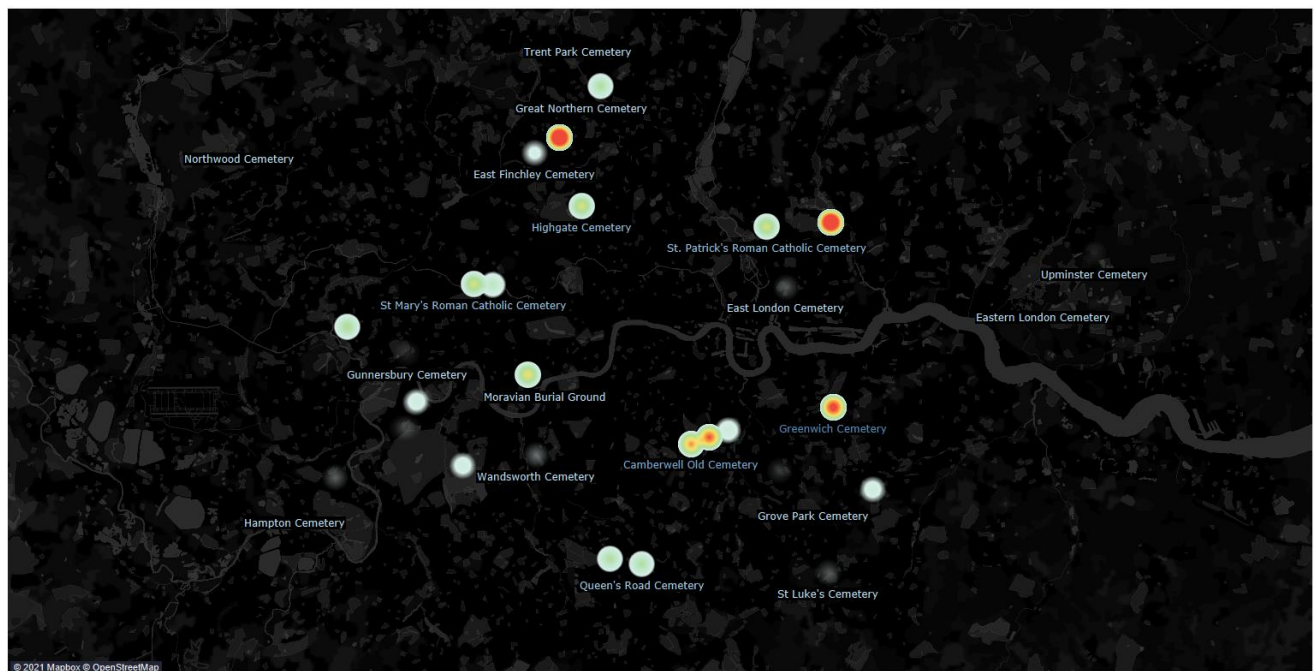 Trent Park Cemetery
Great Northern Cemetery
Northwood Cemetery
East Finchley Cemetery
Highgate Cemetery
St. Patrick's Roman Catholic Cemetery
Upminster Cemetery
St Mary's Roman Catholic Cemetery
East London Cemetery
Eastern London Cemetery
Gunnersbury Cemetery
Moravian Burial Ground
Greenwich Cemetery
Camberwell Old Cemetery
Wandsworth Cemetery
Grove Park Cemetery
Hampton Cemetery
Queen's Road Cemetery
St Luke's Cemetery
© 2021 Mapbox © OpenStreetMap